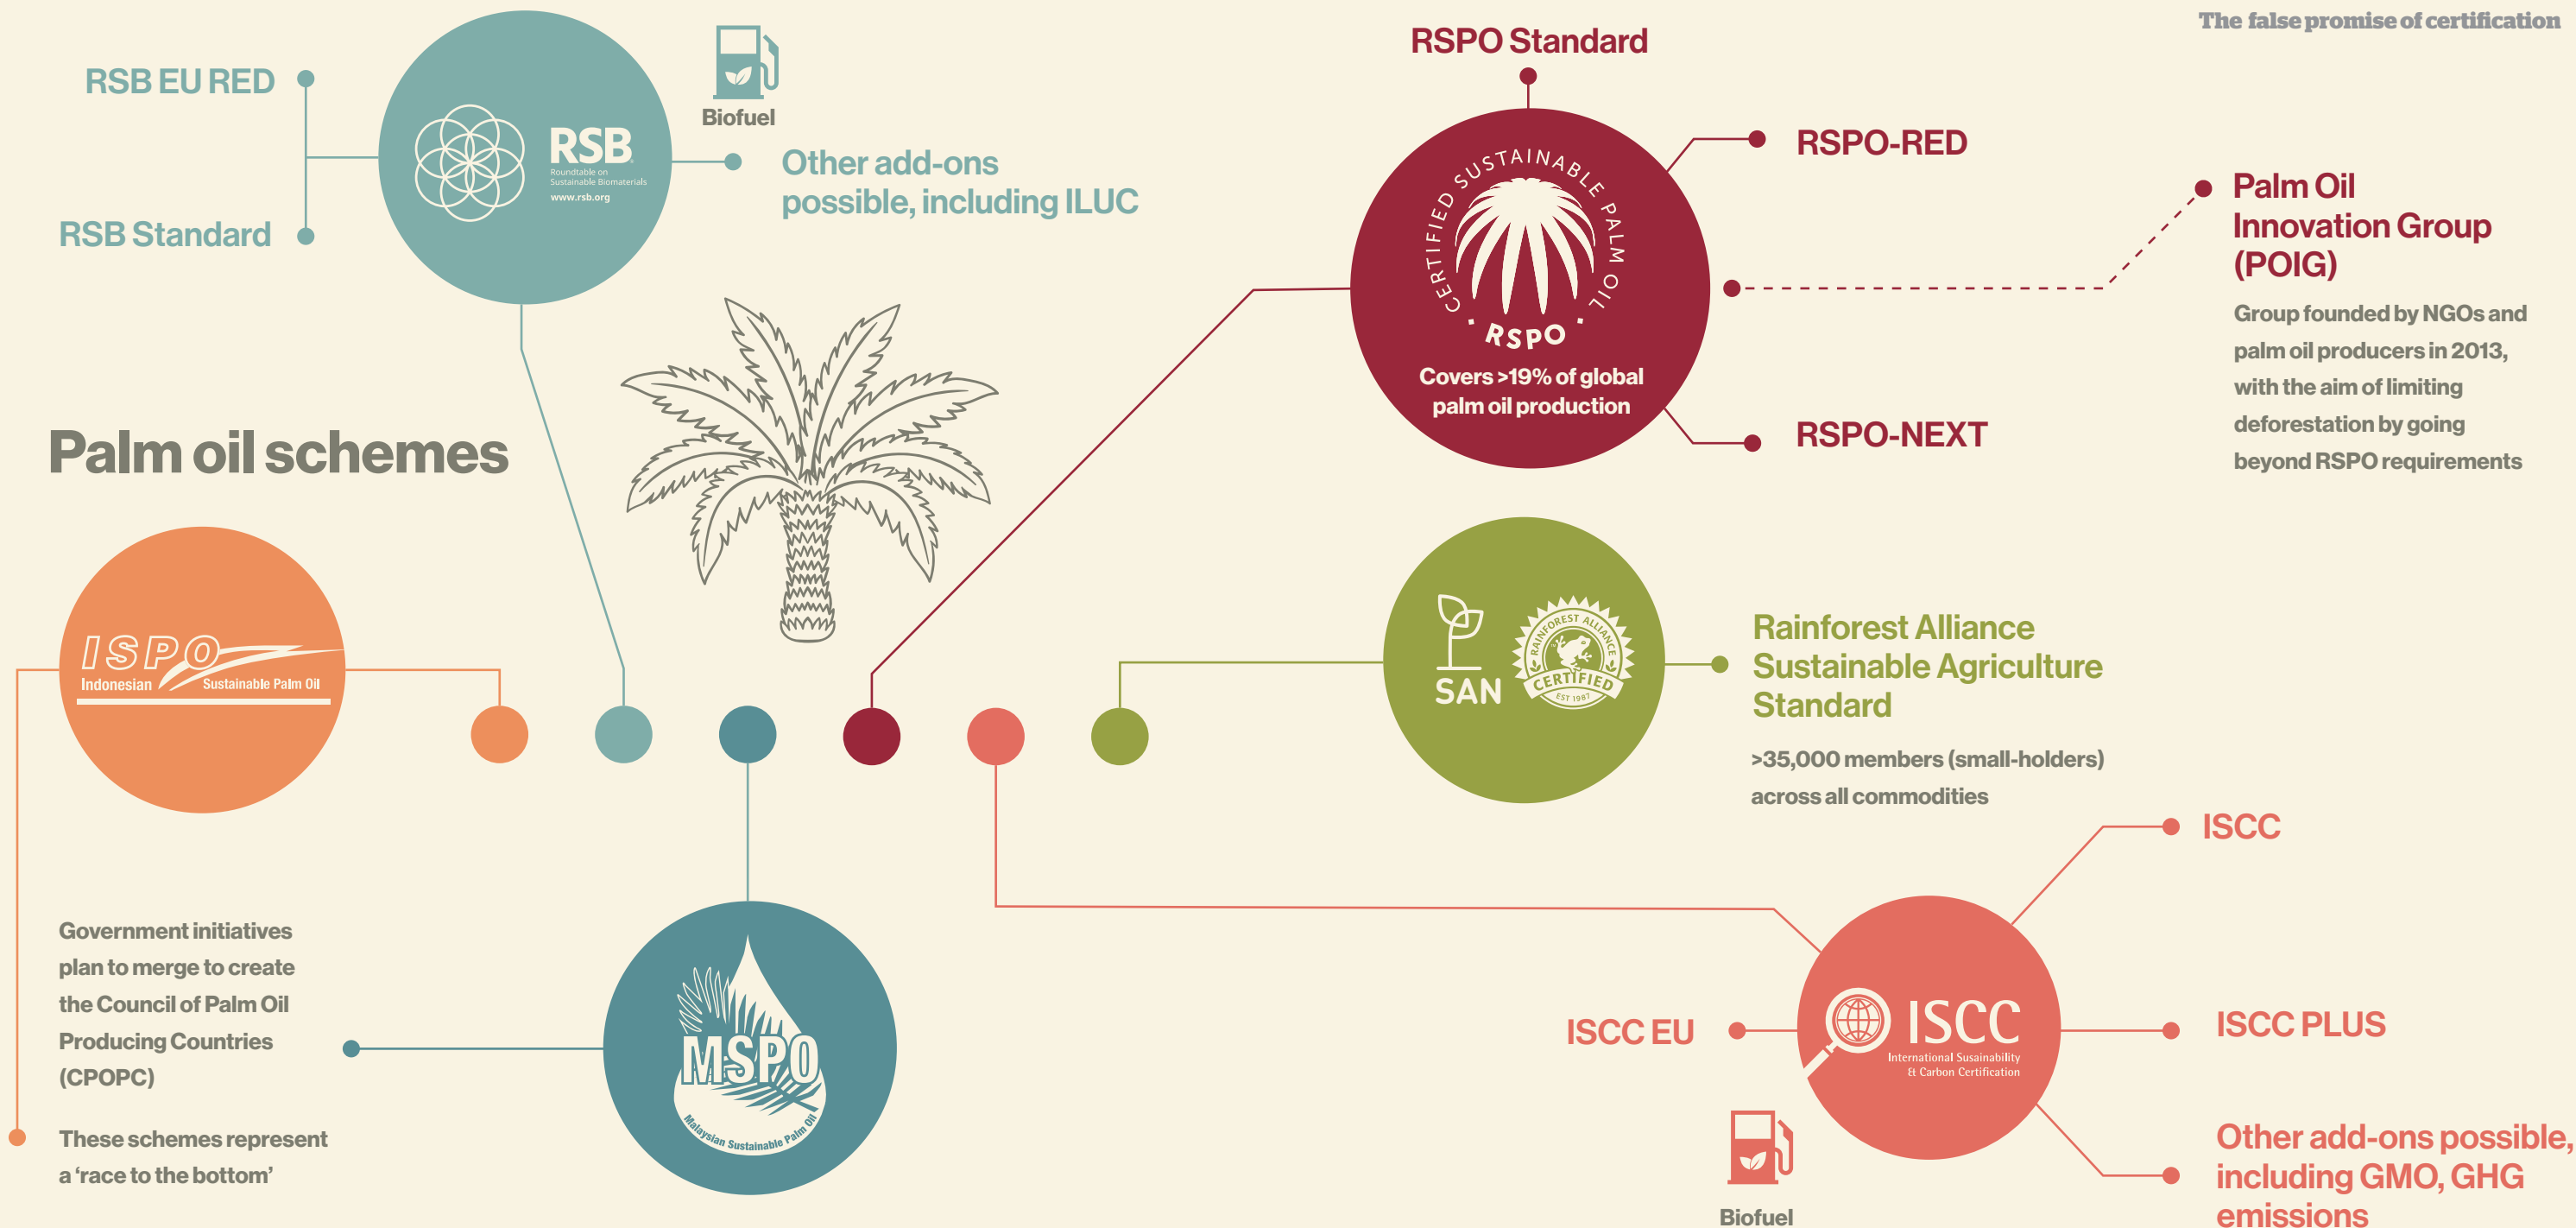 The false promise of certification
RSB EU RED
RSB Standard
RSB
Roundtable on
Sustainable Biomaterials
www.rsb.org
Biofuel
Other add-ons
possible, including ILUC
RSPO Standard
RSPO-RED
CERTIFIED SUSTAINABLE PALM OIL
RSPO
Covers >19% of global
palm oil production
RSPO-NEXT
Palm Oil
Innovation Group
(POIG)
Group founded by NGOs and
palm oil producers in 2013,
with the aim of limiting
deforestation by going
beyond RSPO requirements
Palm oil schemes
ISPO
Indonesian Sustainable Palm Oil
SAN
RAINFOREST ALLIANCE
CERTIFIED
EST 1987
Rainforest Alliance
Sustainable Agriculture
Standard
>35,000 members (small-holders)
across all commodities
Government initiatives
plan to merge to create
the Council of Palm Oil
Producing Countries
(CPOPC)
These schemes represent
a ‘race to the bottom’
MSPO
Malaysian Sustainable Palm Oil
ISCC
ISCC EU
ISCC
International Susainability
& Carbon Certification
ISCC PLUS
Biofuel
Other add-ons possible,
including GMO, GHG
emissions